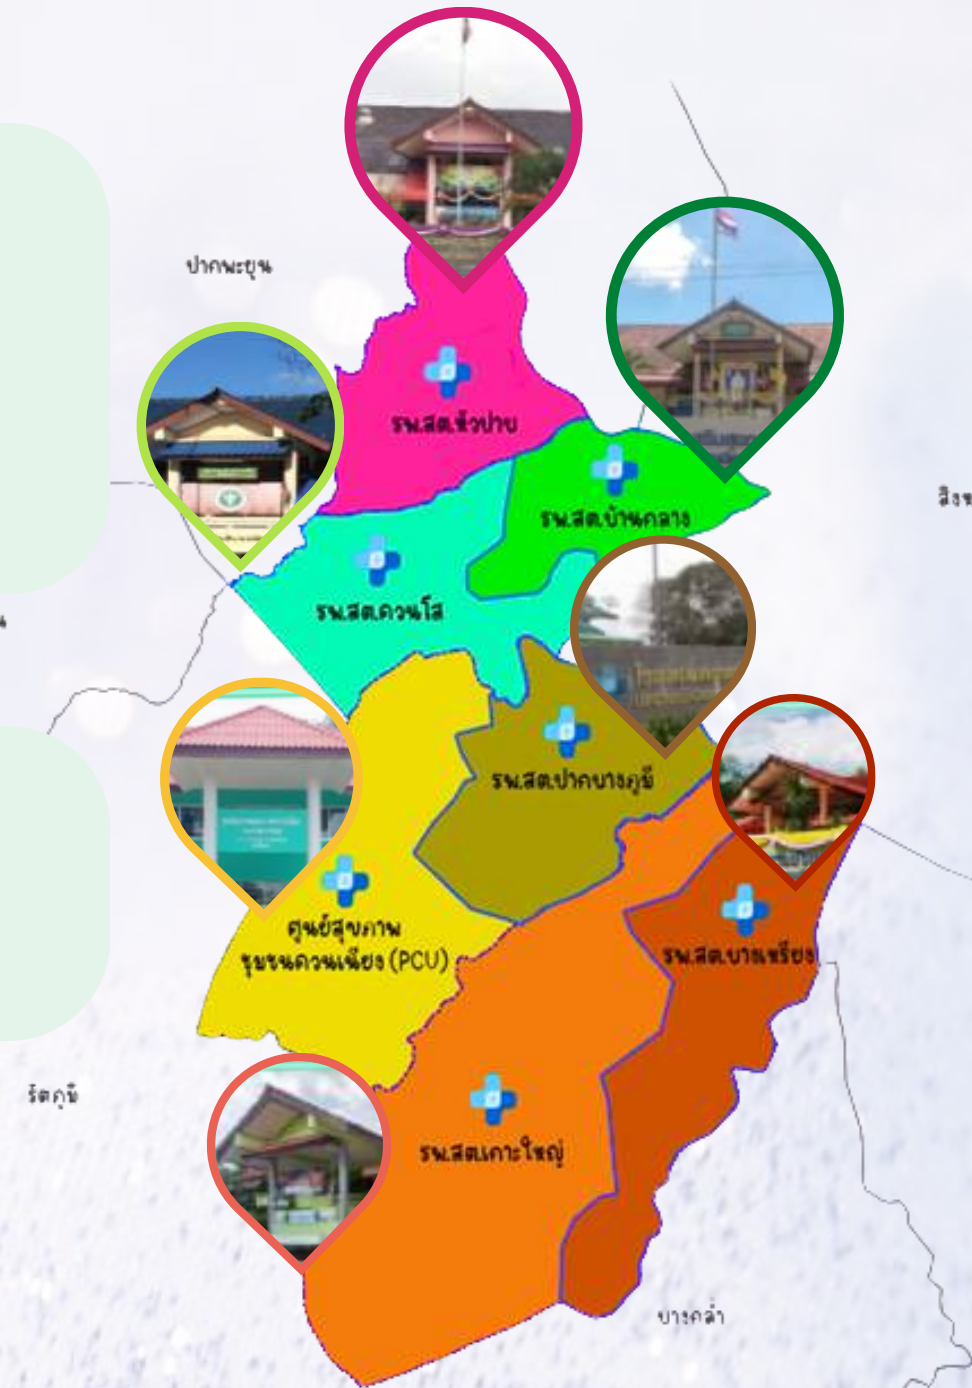 ปากพะยูน
รพ.สต.หัวปาบ
รพ.สต.บ้านกลาง
รพ.สต.ควนโส
รพ.สต.ปากบางภูมี
ศูนย์สุขภาพ
ชุมชนควนเนียง (PCU)
รพ.สต.บางเหรียง
รัตภูมิ
รพ.สต.เกาะใหญ่
บางกล่ำ